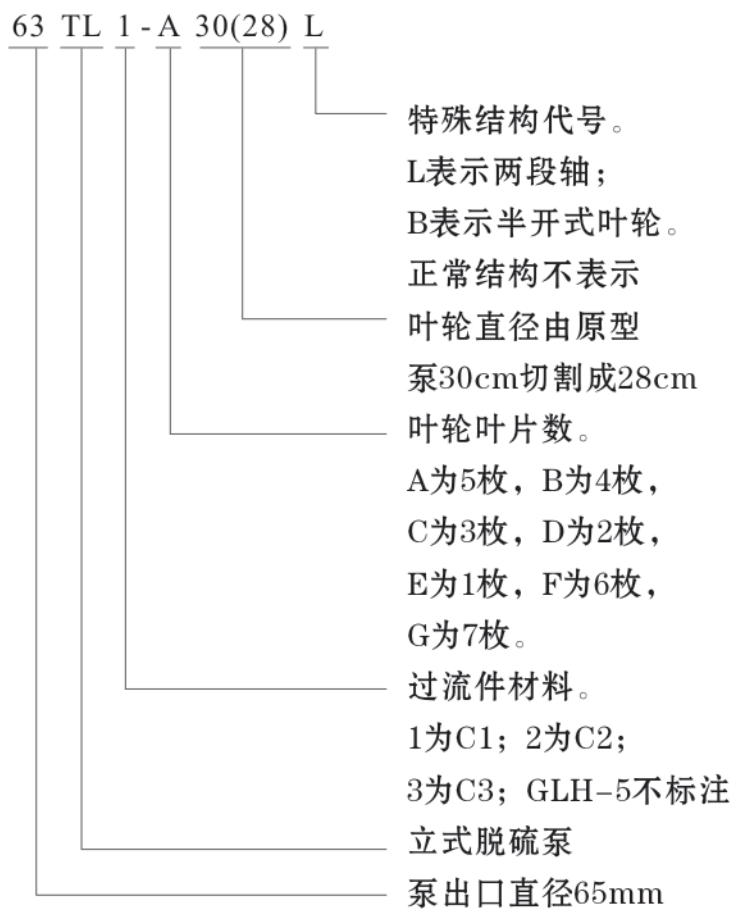 63 TL 1 - A 30(28) L
特殊结构代号。
L表示两段轴；
B表示半开式叶轮。
正常结构不表示
叶轮直径由原型
泵30cm切割成28cm
叶轮叶片数。
A为5枚，B为4枚，
C为3枚，D为2枚，
E为1枚，F为6枚，
G为7枚。
过流件材料。
1为C1；2为C2；
3为C3；GLH-5不标注
立式脱硫泵
泵出口直径65mm